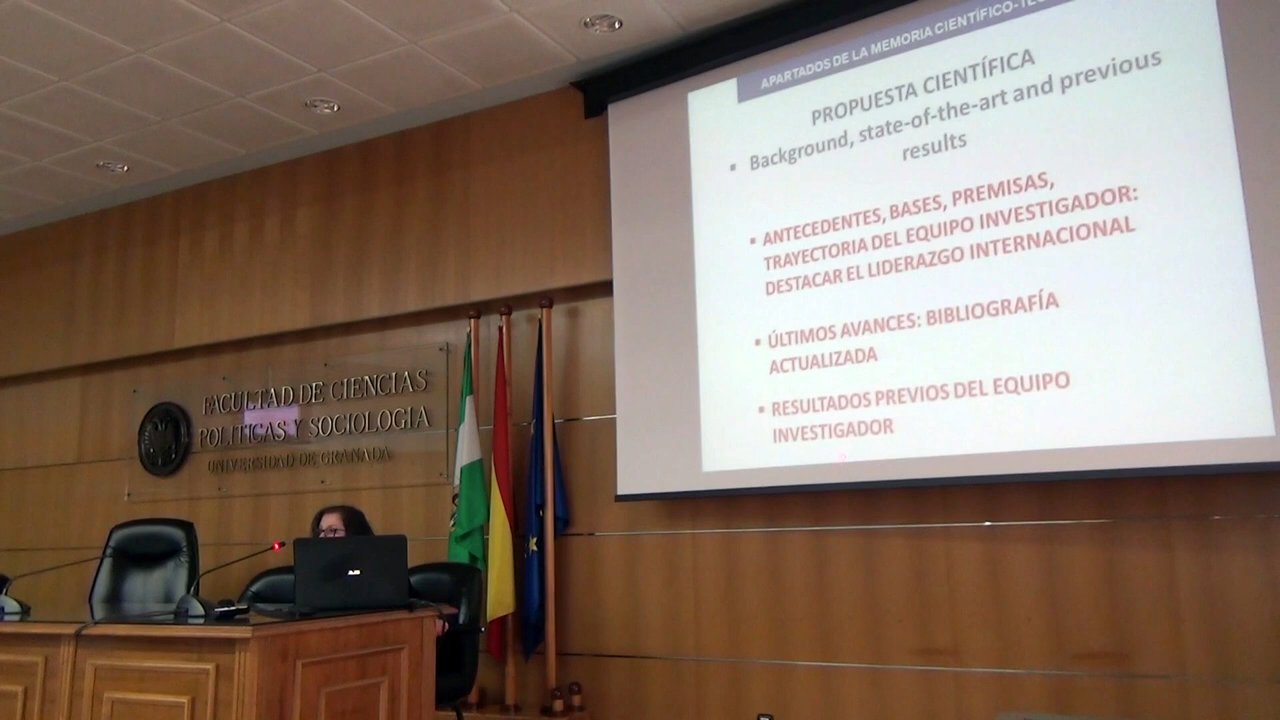 APARTADOS DE LA MEMORIA CIENTÍFICO-
PROPUESTA CIENTÍFICA
▪ Background, state-of-the-art and previous
results
▪ ANTECEDENTES, BASES, PREMISAS,
TRAYECTORIA DEL EQUIPO INVESTIGADOR:
DESTACAR EL LIDERAZGO INTERNACIONAL
▪ ÚLTIMOS AVANCES: BIBLIOGRAFÍA
ACTUALIZADA
▪ RESULTADOS PREVIOS DEL EQUIPO
INVESTIGADOR
FACULTAD DE CIENCIAS
POLITICAS Y SOCIOLOGIA
UNIVERSIDAD DE GRANADA